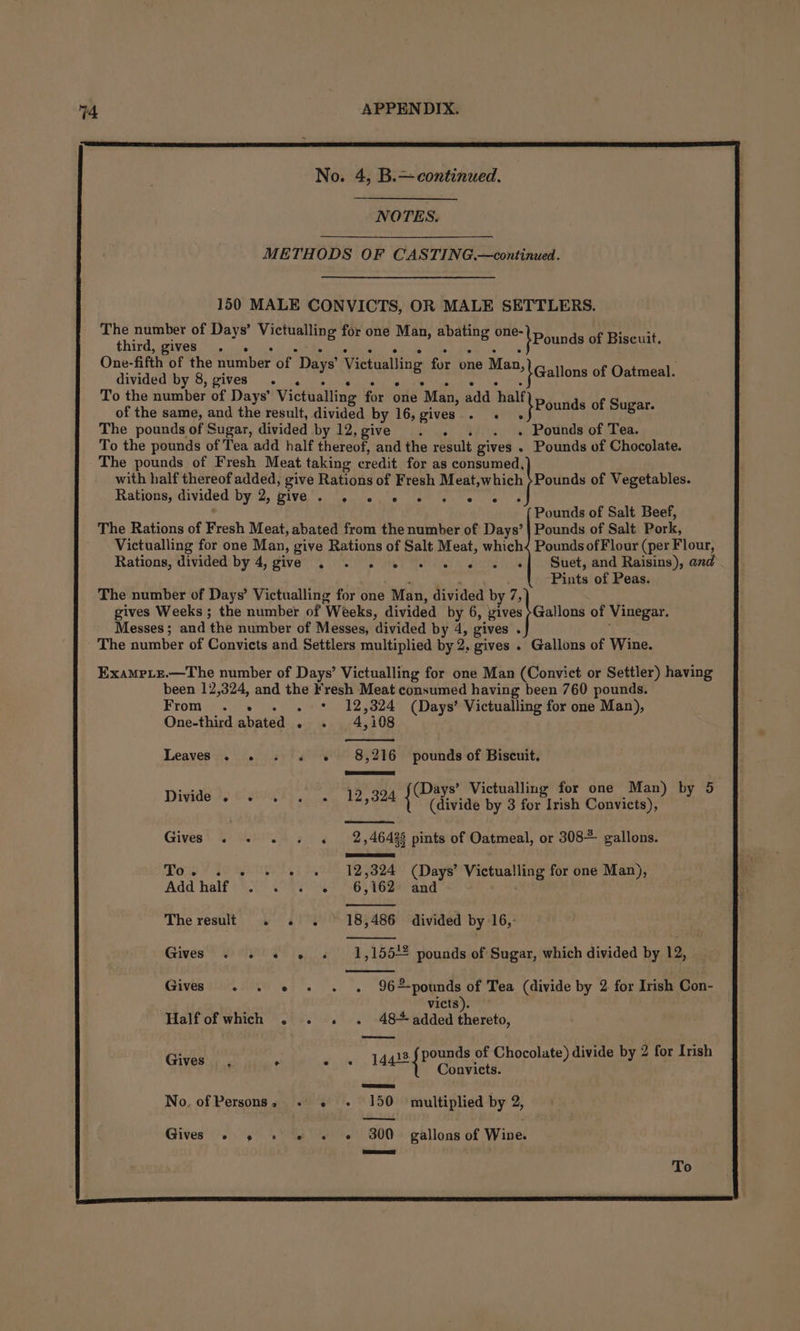 74 APPENDIX.
No. 4, B.—continued.
NOTES.
METHODS OF CASTING.—continued.
150 MALE CONVICTS, OR MALE SETTLERS.
The number of Days' Victualling for one Man, abating one-
third, gives . . . . . . . . . . } Pounds of Biscuit.
One-fifth of the number of Days' Victualling for one Man,
divided by 8, gives . . . . . . . . . } Gallons of Oatmeal.
To the number of Days' Victualling for one Man, add half
of the same, and the result, divided by 16, gives . . . } Pounds of Sugar.
The pounds of Sugar, divided by 12, give . . . . . Pounds of Tea.
To the pounds of Tea add half thereof, and the result gives . Pounds of Chocolate.
The pounds of Fresh Meat taking credit for as consumed,
with half thereof added, give Rations of Fresh Meat, which } Pounds of Vegetables.
Rations, divided by 2, give . . . . . . . .
Pounds of Salt Beef,
The Rations of Fresh Meat, abated from the number of Days' Pounds of Salt Pork,
Victualling for one Man, give Rations of Salt Meat, which { Pounds of Flour (per Flour,
Rations, divided by 4, give . . . . . . . . Suet, and Raisins), and
Pints of Peas.
The number of Days' Victualling for one Man, divided by 7,
gives Weeks; the number of Weeks, divided by 6, gives } Gallons of Vinegar.
Messes; and the number of Messes, divided by 4, gives .
The number of Convicts and Settlers multiplied by 2, gives . Gallons of Wine.
EXAMPLE.—The number of Days' Victualling for one Man (Convict or Settler) having
been 12,324, and the Fresh Meat consumed having been 760 pounds.
From . . . . . 12,324 (Days' Victualling for one Man),
One-third abated . . 4,108
Leaves . . . . . 8,216 pounds of Biscuit.
Divide . . . . . 12,324 { (Days' Victualling for one Man) by 5
(divide by 3 for Irish Convicts),
Gives . . . . . 2,464 pints of Oatmeal, or 308 gallons.
To . . . . . . 12,324 (Days' Victualling for one Man),
Add half . . . . 6,162 and
The result . . . 18,486 divided by 16,
Gives . . . . . 1,155 12 pounds of Sugar, which divided by 12,
Gives . . . . . . 96 pounds of Tea (divide by 2 for Irish Con-
victs).
Half of which . . . . 48 added thereto,
Gives . . . . 144 12 { pounds of Chocolate) divide by 2 for Irish
Convicts.
No. of Persons . . . . 150 multiplied by 2,
Gives . . . . . . 300 gallons of Wine.
To